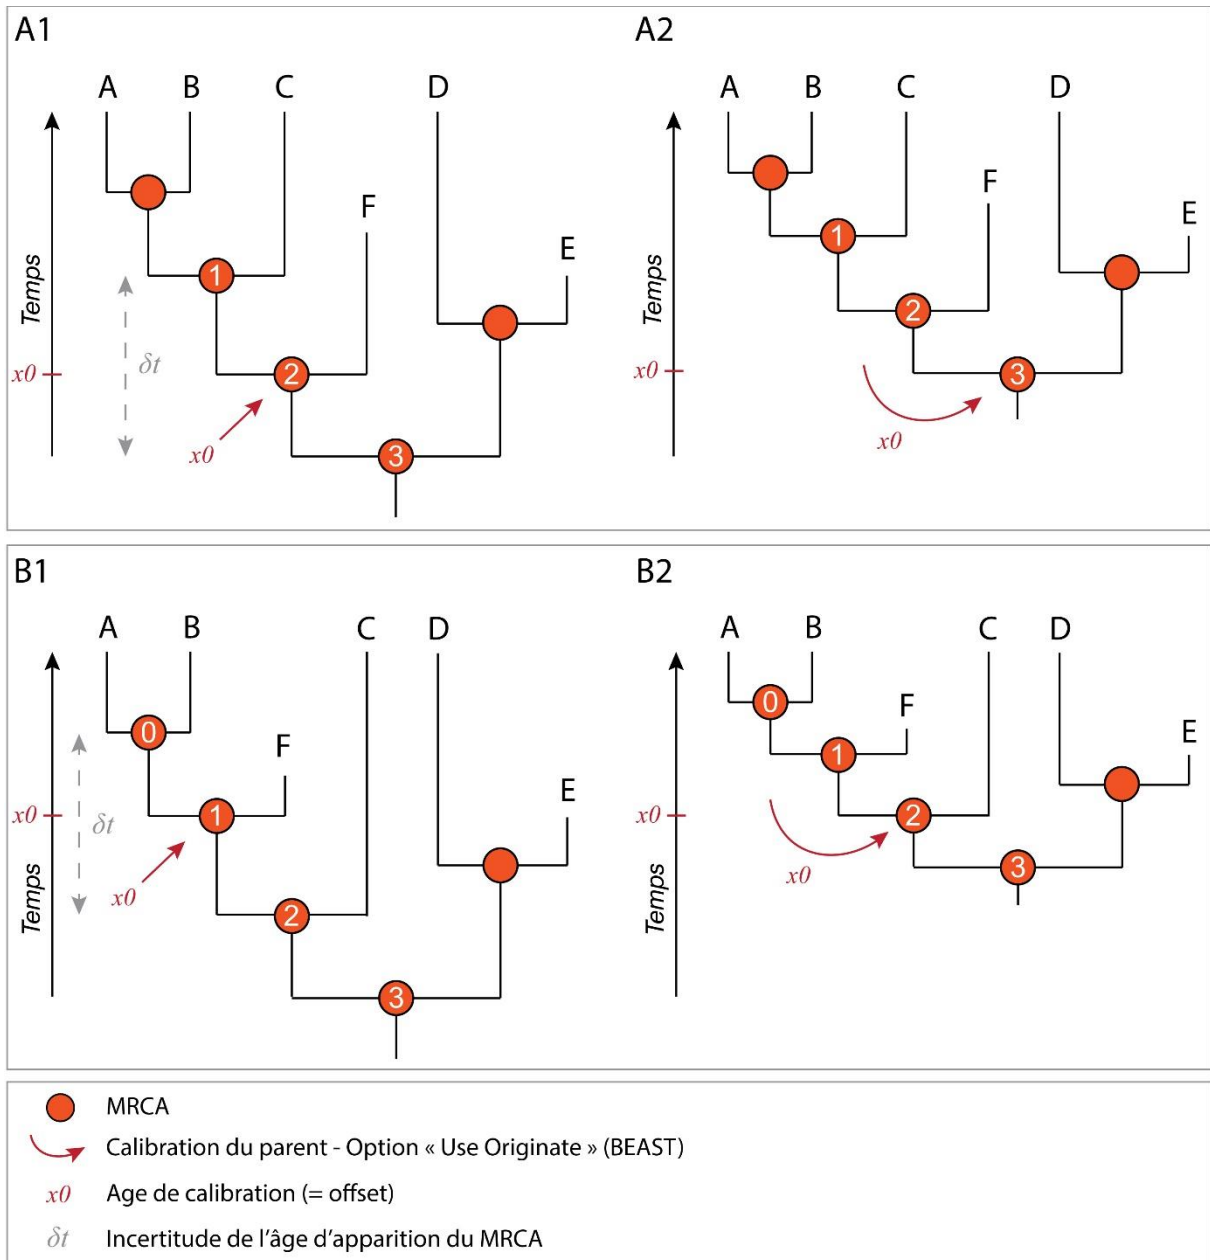 A1
A B C D
F
E
1
Temps
δt
x0
2
x0
3
A2
A B C D
F
E
1
Temps
2
x0
3
x0
B1
A B C D
0
F
E
x0
δt
1
x0
Temps
2
3
B2
A B C D
0
F
E
1
x0
2
x0
3
Temps
MRCA
Calibration du parent - Option « Use Originate » (BEAST)
x0 Age de calibration (= offset)
δt Incertitude de l'âge d'apparition du MRCA